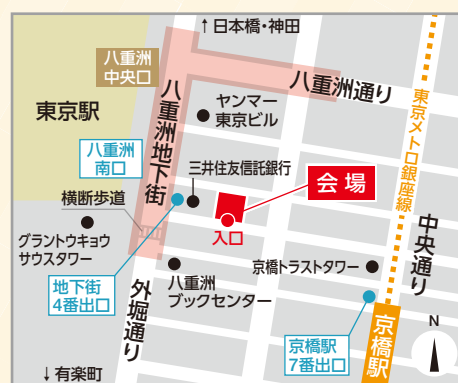 ↑日本橋・神田
八重洲
中央口
八重洲通り
東京駅
八重洲地下街
ヤンマー
東京ビル
東京メトロ銀座線
八重洲
南口
三井住友信託銀行
会場
横断歩道
入口
中央通り
グラントウキョウ
サウスタワー
地下街
4番出口
八重洲
ブックセンター
京橋トラストタワー
外堀通り
京橋駅
7番出口
京橋駅
N
↓有楽町